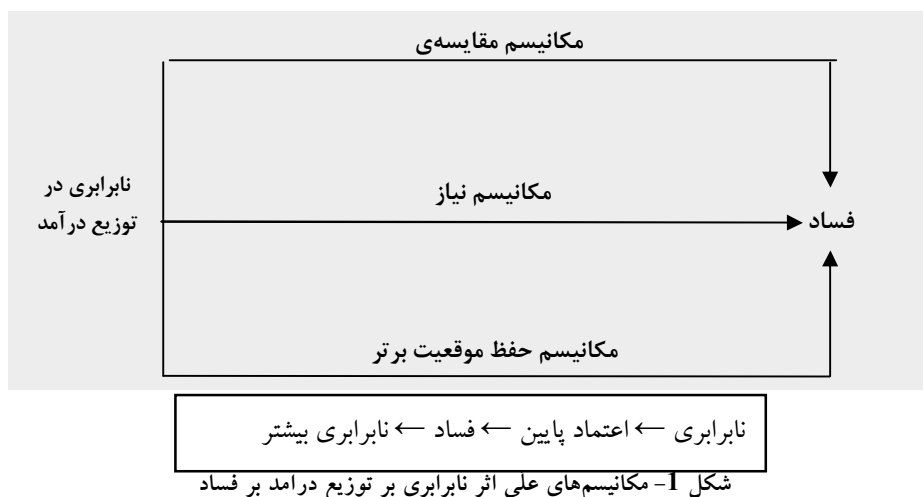 مکانیسم مقایسه‌ی
نابرابری در
توزیع درآمد
مکانیسم نیاز
فساد
مکانیسم حفظ موقعیت برتر
نابرابری ← اعتماد پایین ← فساد ← نابرابری بیشتر
شکل 1- مکانیسم‌های علی اثر نابرابری بر توزیع درامد بر فساد